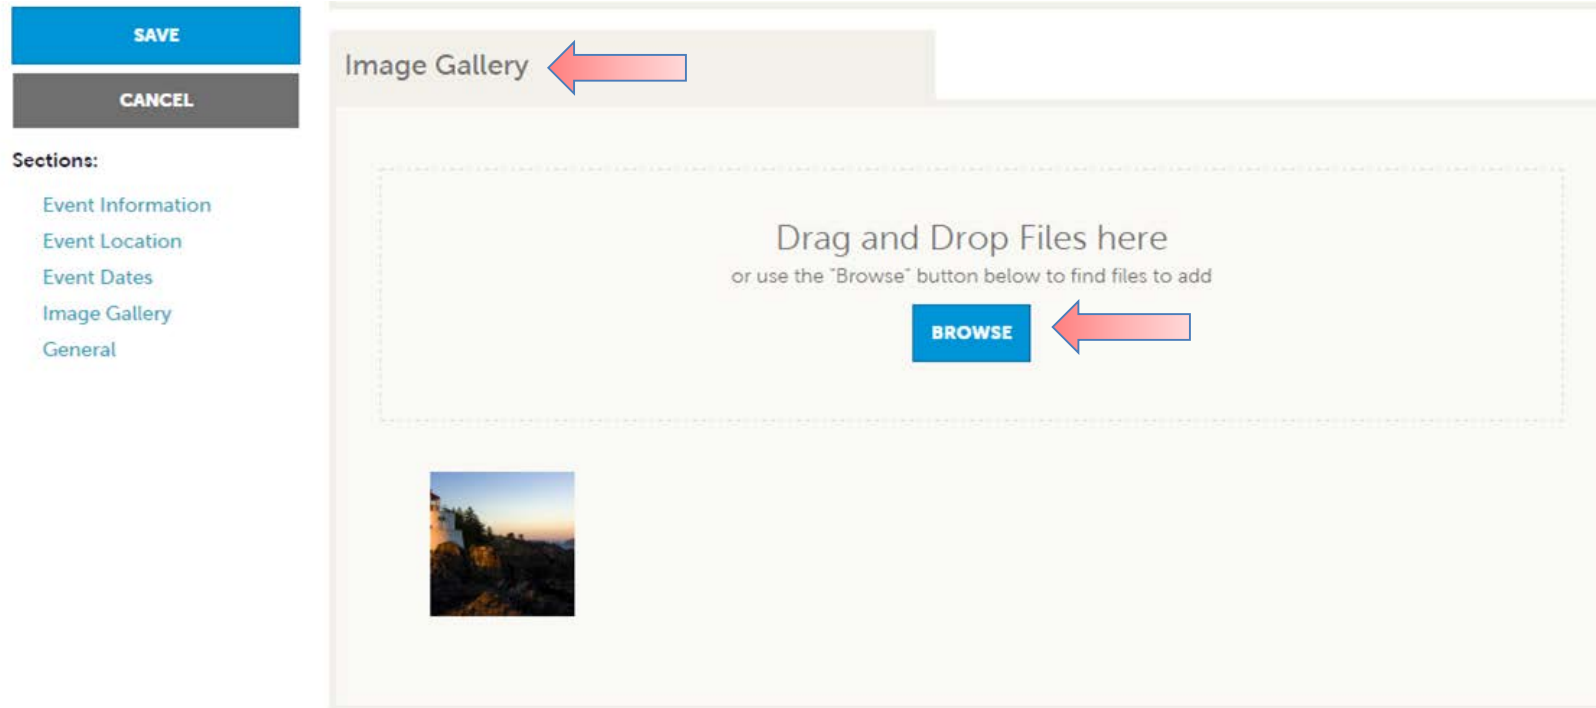 SAVE
CANCEL
Sections:
Event Information
Event Location
Event Dates
Image Gallery
General
Image Gallery
Drag and Drop Files here
or use the "Browse" button below to find files to add
BROWSE